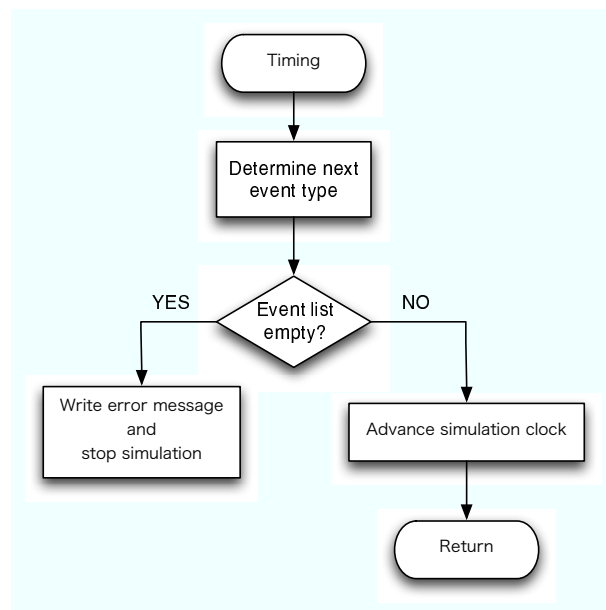 Timing
Determine next
event type
Event list
empty?
YES
NO
Write error message
and
stop simulation
Advance simulation clock
Return